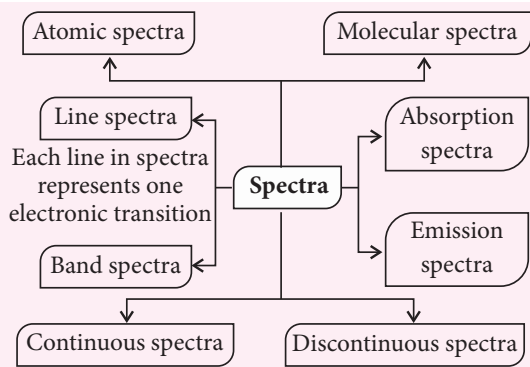 Atomic spectra
Molecular spectra
Line spectra
Each line in spectra
represents one
electronic transition
Absorption
spectra
Spectra
Band spectra
Emission
spectra
Continuous spectra
Discontinuous spectra